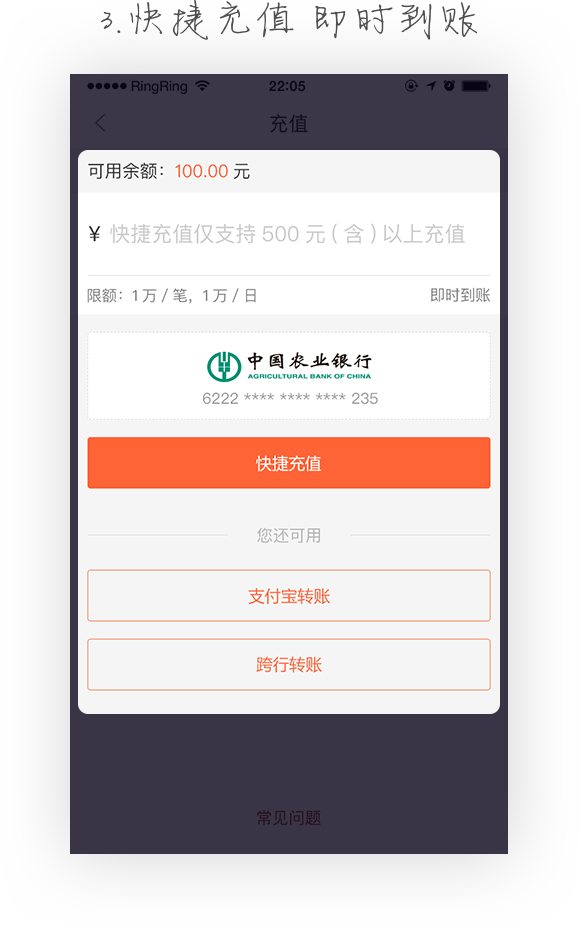 3.快捷充值 即时到账
RingRing
22:05
充值
可用余额：100.00 元
¥ 快捷充值仅支持 500 元 ( 含 ) 以上充值
限额：1 万 / 笔，1 万 / 日
即时到账
中国农业银行
AGRICULTURAL BANK OF CHINA
6222 **** **** **** 235
快捷充值
您还可用
支付宝转账
跨行转账
常见问题